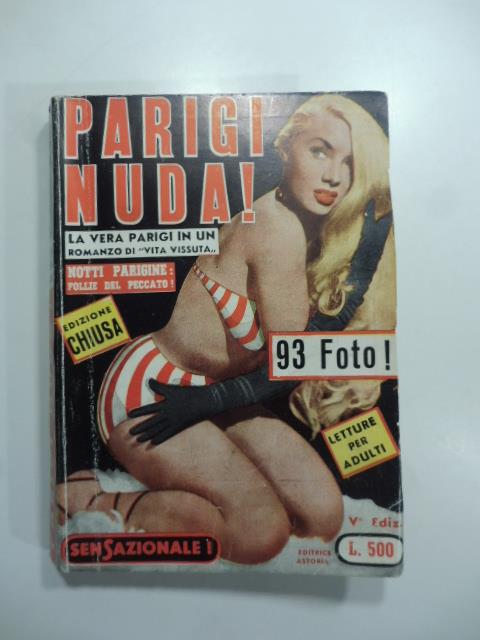 PARIGI
NUDA!
LA VERA PARIGI IN UN
ROMANZO DI "VITA VISSUTA„
NOTTI PARIGINE:
FOLLIE DEL PECCATO!
EDIZIONE
CHIUSA
93 Foto!
LETTURE
PER
ADULTI
Vª Ediz
L. 500
EDITRICE
ASTORIA
SENSAZIONALE!